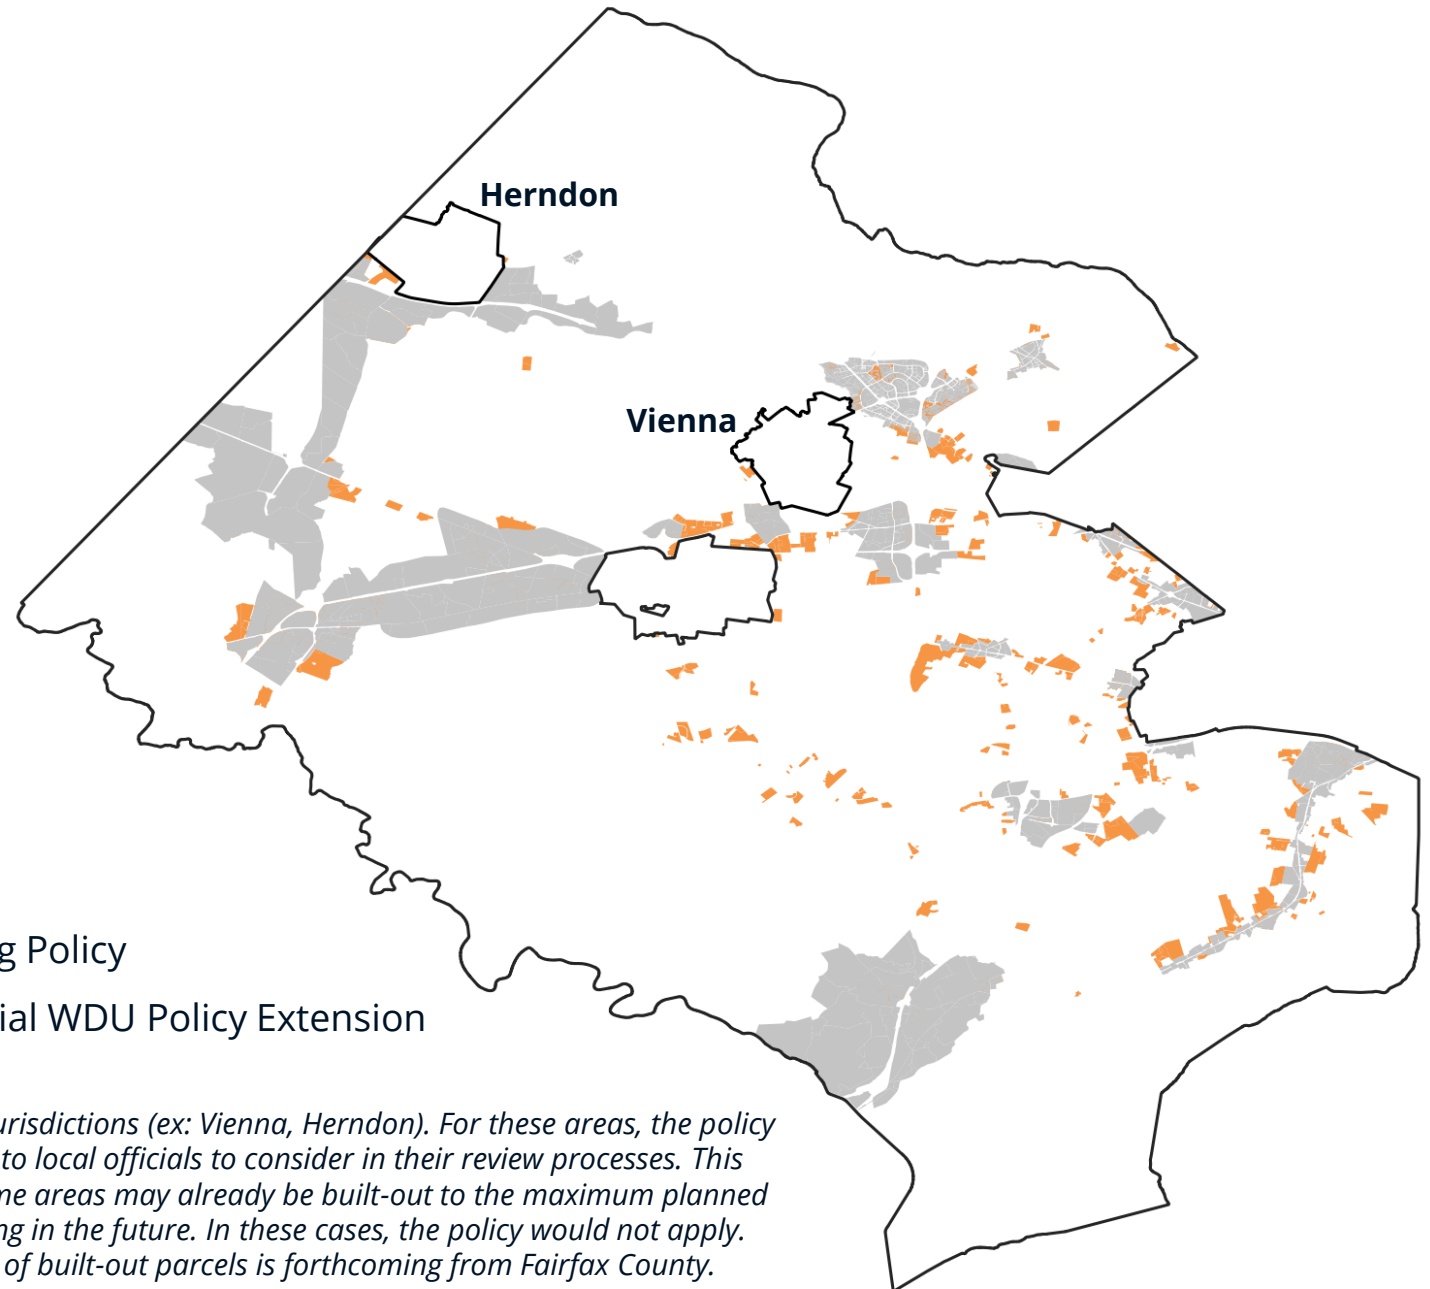 Herndon
Vienna
g Policy
ial WDU Policy Extension
urisdictions (ex: Vienna, Herndon). For these areas, the policy
to local officials to consider in their review processes. This
me areas may already be built-out to the maximum planned
ng in the future. In these cases, the policy would not apply.
of built-out parcels is forthcoming from Fairfax County.